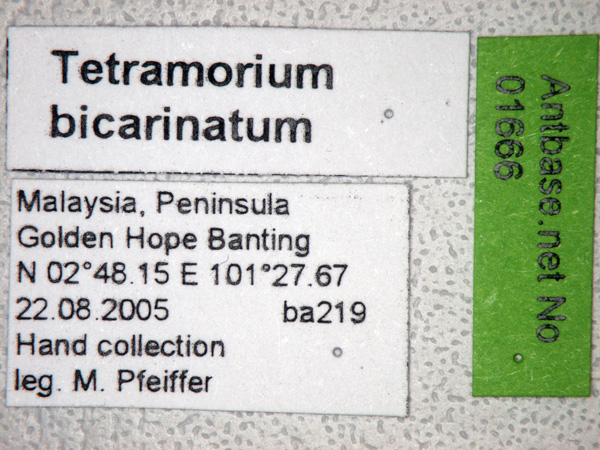 Tetramorium
bicarinatum
Malaysia, Peninsula
Golden Hope Banting
N 02°48.15 E 101°27.67
22.08.2005 ba219
Hand collection
leg. M. Pfeiffer
Antbase.net No
01666